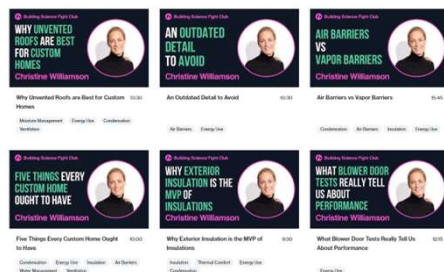 Building Science Fight Club
WHY UNVENTED
ROOFS ARE BEST
FOR CUSTOM
HOMES
Christine Williamson
Building Science Fight Club
AN OUTDATED
DETAIL
TO AVOID
Christine Williamson
Building Science Fight Club
AIR BARRIERS
VS
VAPOR BARRIERS
Christine Williamson
Why Unvented Roofs are Best for Custom Homes
Moisture Management Energy Use Condensation
Ventilation
An Outdated Detail to Avoid
Air Barriers Energy Use
Air Barriers vs Vapor Barriers 15:45
Condensation Air Barriers Insulation Energy Use
Building Science Fight Club
FIVE THINGS EVERY
CUSTOM HOME
OUGHT TO HAVE
Christine Williamson
Building Science Fight Club
WHY EXTERIOR
INSULATION IS THE
MVP OF
INSULATIONS
Christine Williamson
Building Science Fight Club
WHAT BLOWER DOOR
TESTS REALLY TELL
US ABOUT
PERFORMANCE
Christine Williamson
Five Things Every Custom Home Ought 10:00
to Have
Condensation Energy Use Insulation Air Barriers
Water Management Ventilation
Why Exterior Insulation is the MVP of
Insulations
Insulation Thermal Comfort Energy Use
Condensation
What Blower Door Tests Really Tell Us
About Performance
Energy Use